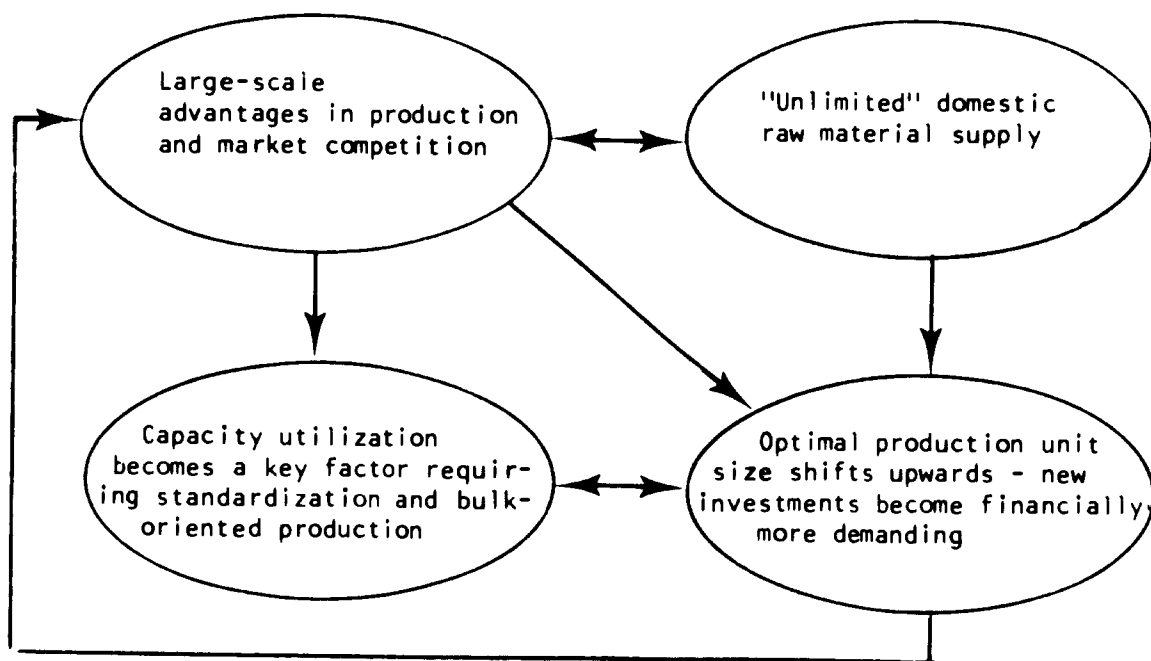 Large-scale
advantages in production
and market competition
"Unlimited" domestic
raw material supply
Capacity utilization
becomes a key factor requir-
ing standardization and bulk-
oriented production
Optimal production unit
size shifts upwards - new
investments become financially
more demanding